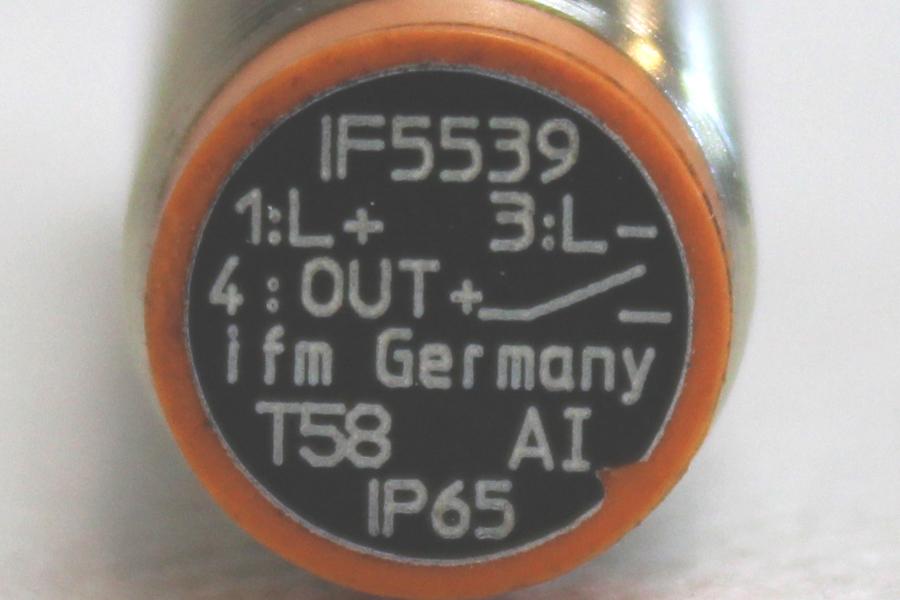 IF5539
1:L+ 3:L-
4:OUT+
ifm Germany
T58 AI
IP65